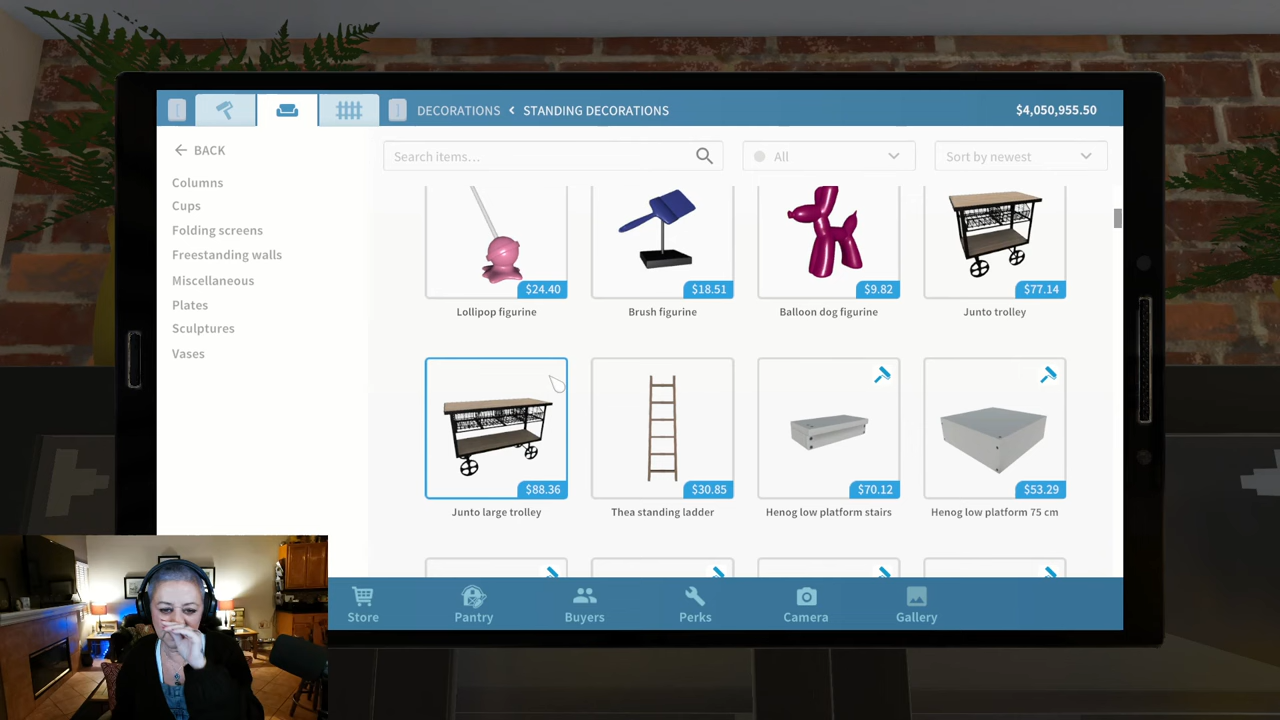 DECORATIONS < STANDING DECORATIONS
$4,050,955.50
BACK
Search items...
All
Sort by newest
Columns
Cups
Folding screens
Freestanding walls
Miscellaneous
Plates
Sculptures
Vases
$24.40
$18.51
$9.82
$77.14
Lollipop figurine
Brush figurine
Balloon dog figurine
Junto trolley
$88.36
$30.85
$70.12
$53.29
Junto large trolley
Thea standing ladder
Henog low platform stairs
Henog low platform 75 cm
Store
Pantry
Buyers
Perks
Camera
Gallery